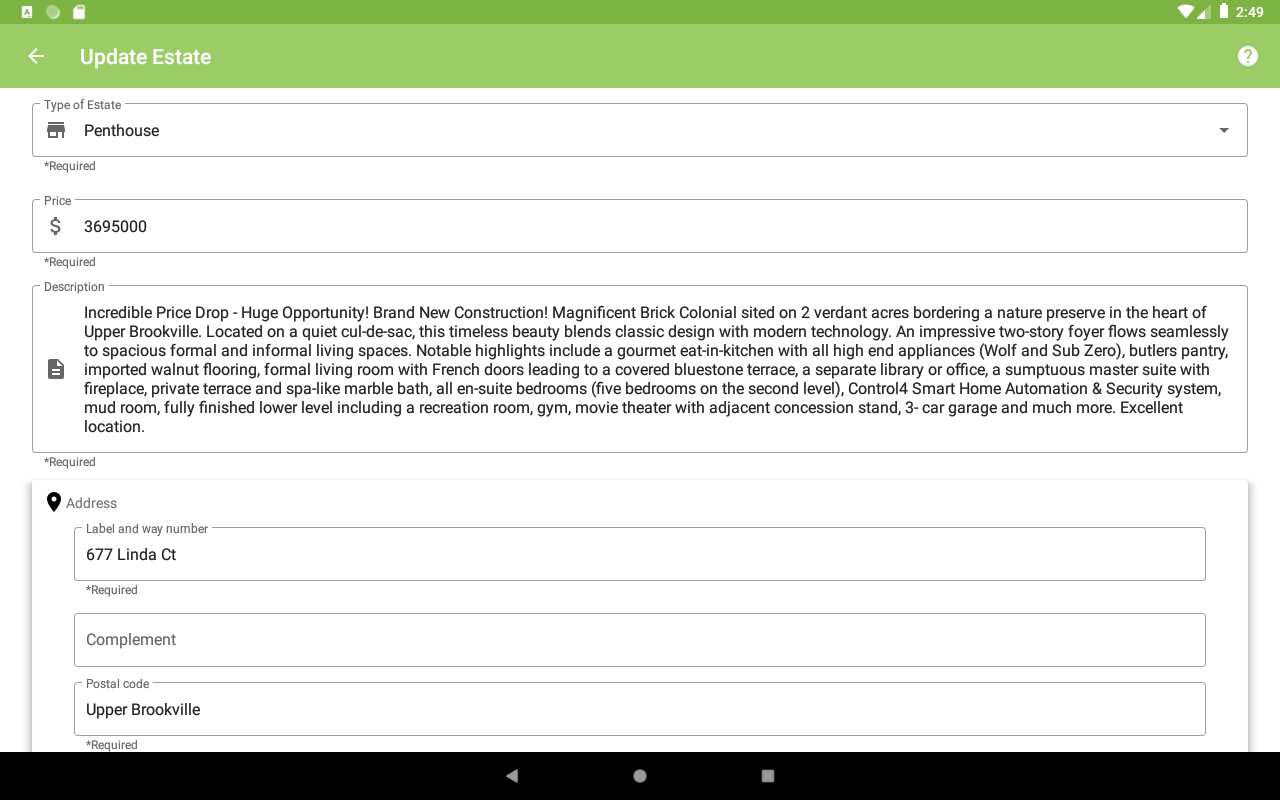 2:49
Update Estate
Type of Estate
Penthouse
*Required
Price
3695000
*Required
Description
Incredible Price Drop - Huge Opportunity! Brand New Construction! Magnificent Brick Colonial sited on 2 verdant acres bordering a nature preserve in the heart of
Upper Brookville. Located on a quiet cul-de-sac, this timeless beauty blends classic design with modern technology. An impressive two-story foyer flows seamlessly
to spacious formal and informal living spaces. Notable highlights include a gourmet eat-in-kitchen with all high end appliances (Wolf and Sub Zero), butlers pantry,
imported walnut flooring, formal living room with French doors leading to a covered bluestone terrace, a separate library or office, a sumptuous master suite with
fireplace, private terrace and spa-like marble bath, all en-suite bedrooms (five bedrooms on the second level), Control4 Smart Home Automation & Security system,
mud room, fully finished lower level including a recreation room, gym, movie theater with adjacent concession stand, 3- car garage and much more. Excellent
location.
*Required
Address
Label and way number
677 Linda Ct
*Required
Complement
Postal code
Upper Brookville
*Required